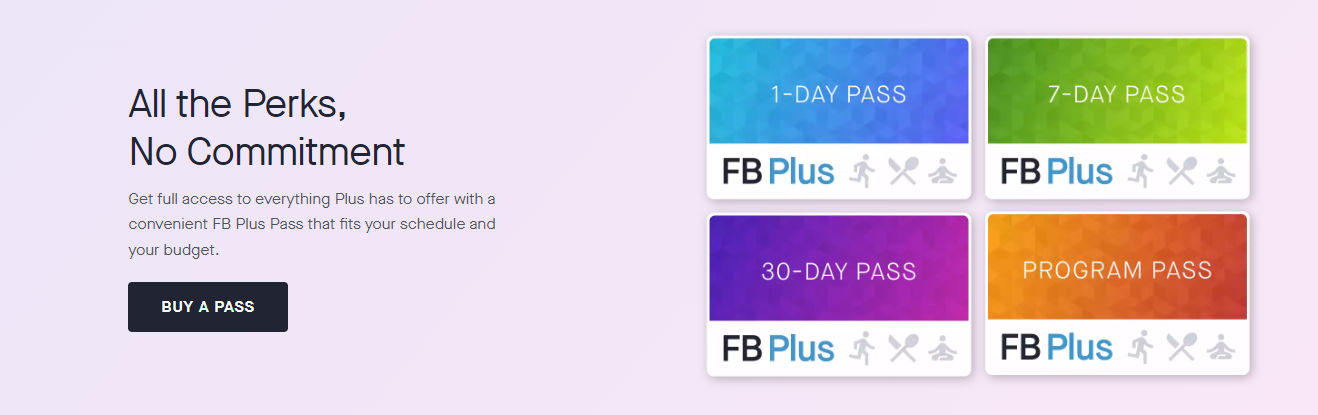 All the Perks,
No Commitment
Get full access to everything Plus has to offer with a
convenient FB Plus Pass that fits your schedule and
your budget.
BUY A PASS
1-DAY PASS
FB Plus
7-DAY PASS
FB Plus
30-DAY PASS
FB Plus
PROGRAM PASS
FB Plus